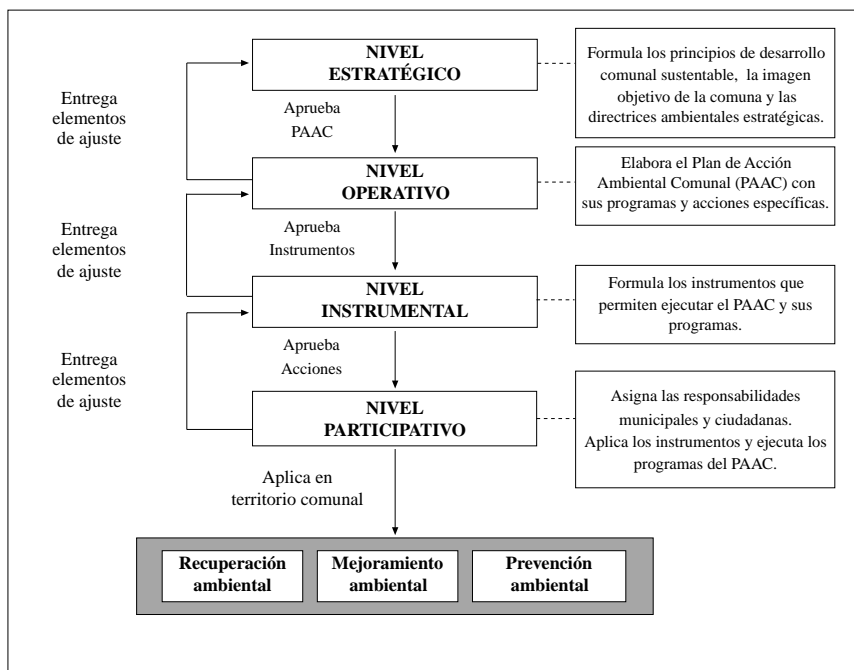 NIVEL
ESTRATÉGICO
Formula los principios de desarrollo
comunal sustentable, la imagen
objetivo de la comuna y las
directrices ambientales estratégicas.
Entrega
elementos
de ajuste
Aprueba
PAAC
NIVEL
OPERATIVO
Elabora el Plan de Acción
Ambiental Comunal (PAAC) con
sus programas y acciones específicas.
Entrega
elementos
de ajuste
Aprueba
Instrumentos
NIVEL
INSTRUMENTAL
Formula los instrumentos que
permiten ejecutar el PAAC y sus
programas.
Entrega
elementos
de ajuste
Aprueba
Acciones
NIVEL
PARTICIPATIVO
Asigna las responsabilidades
municipales y ciudadanas.
Aplica los instrumentos y ejecuta los
programas del PAAC.
Aplica en
territorio comunal
Recuperación
ambiental
Mejoramiento
ambiental
Prevención
ambiental